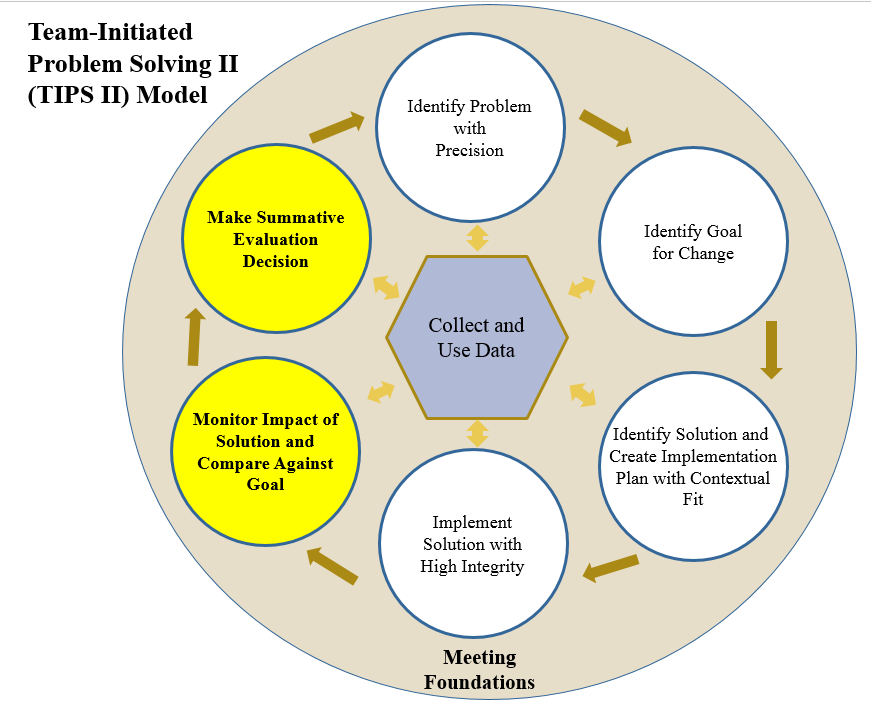 Team-Initiated
Problem Solving II
(TIPS II) Model
Identify Problem
with
Precision
Identify Goal
for Change
Identify Solution and
Create Implementation
Plan with Contextual
Fit
Implement
Solution with
High Integrity
Monitor Impact of
Solution and
Compare Against
Goal
Make Summative
Evaluation
Decision
Collect and
Use Data
Meeting
Foundations